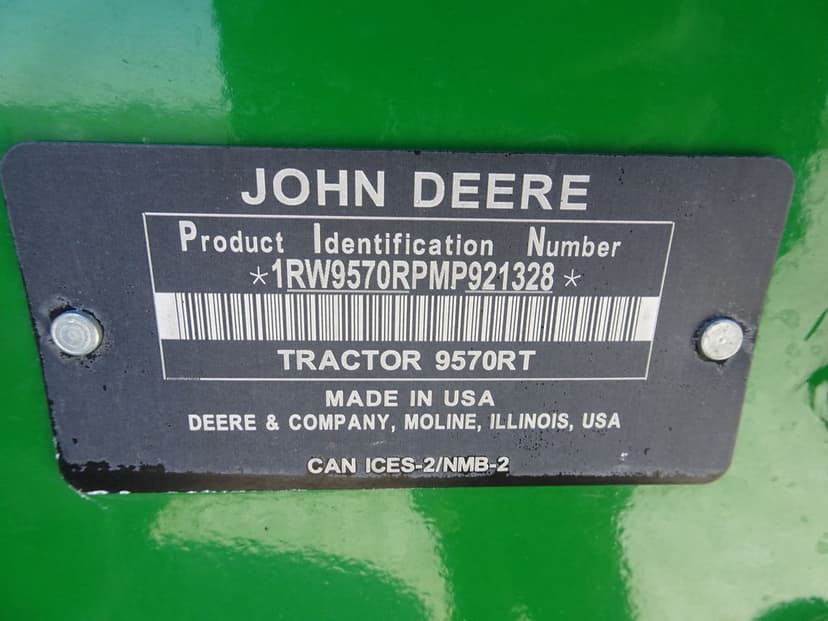 JOHN DEERE
Product Identification Number
*1RW9570RPMP921328*
TRACTOR 9570RT
MADE IN USA
DEERE & COMPANY, MOLINE, ILLINOIS, USA
CAN ICES-2/NMB-2